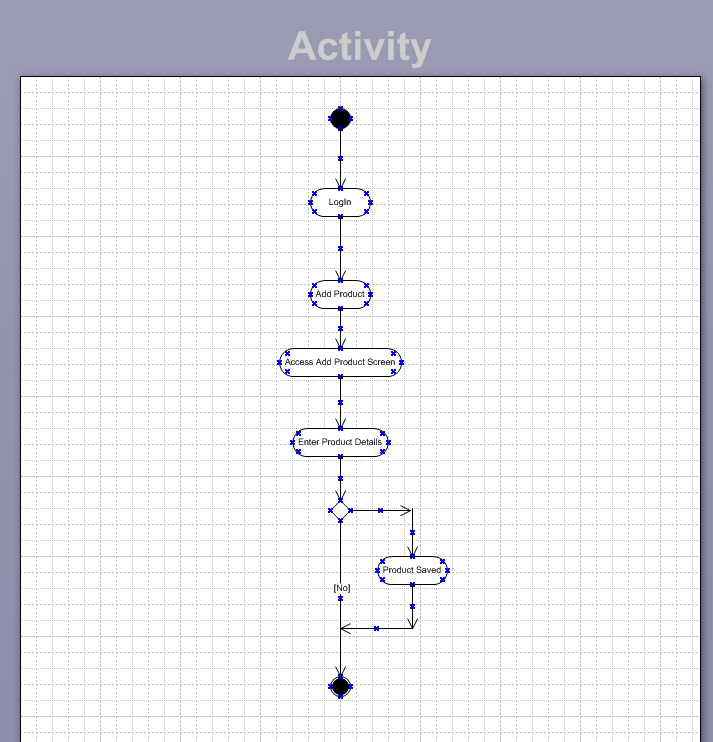 Activity
LogIn
Add Product
Access Add Product Screen
Enter Product Details
Product Saved
[No]